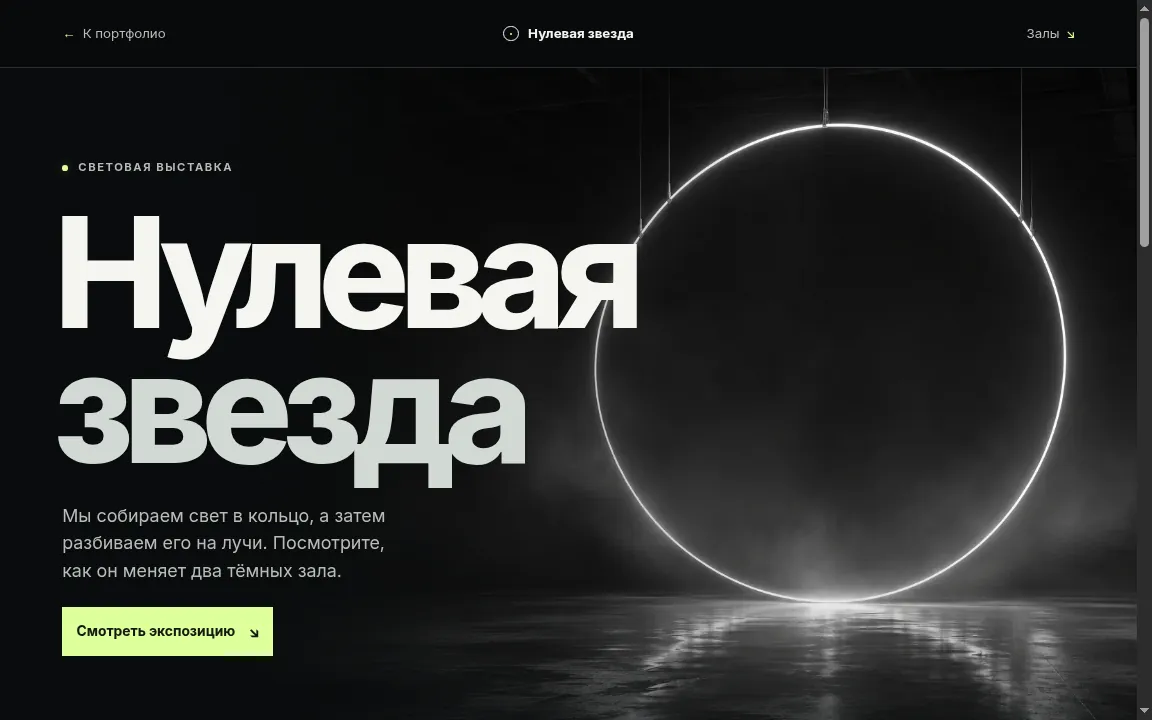 ← К портфолио
Нулевая звезда
Залы ↘
СВЕТОВАЯ ВЫСТАВКА
Нулевая
звезда
Мы собираем свет в кольцо, а затем
разбиваем его на лучи. Посмотрите,
как он меняет два тёмных зала.
Смотреть экспозицию ↘